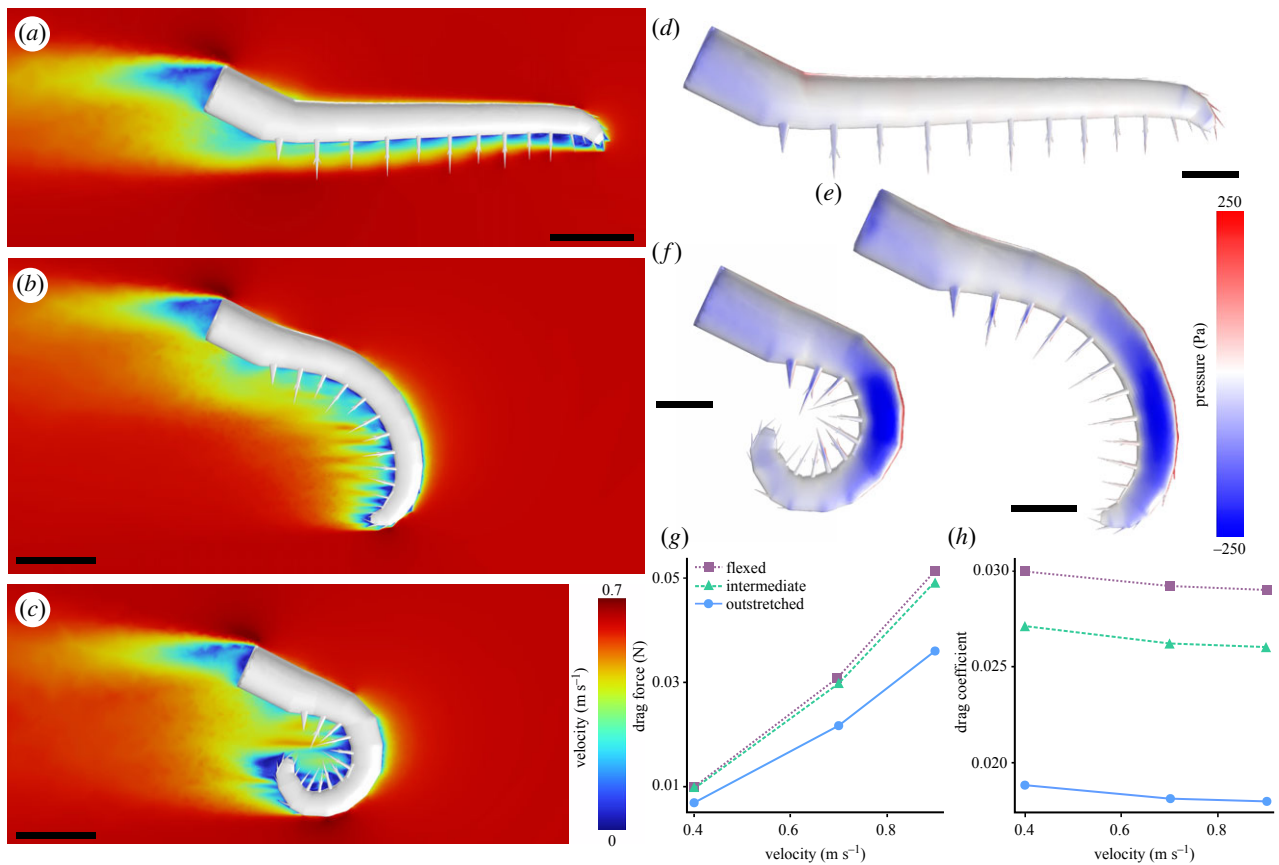 (a)
(b)
(c)
0.7
velocity (m s⁻¹)
0
(d)
(e)
(f)
250
pressure (Pa)
−250
(g)
flexed
intermediate
outstretched
drag force (N)
0.05
0.03
0.01
0.4 0.6 0.8
velocity (m s⁻¹)
(h)
drag coefficient
0.030
0.025
0.020
0.4 0.6 0.8
velocity (m s⁻¹)